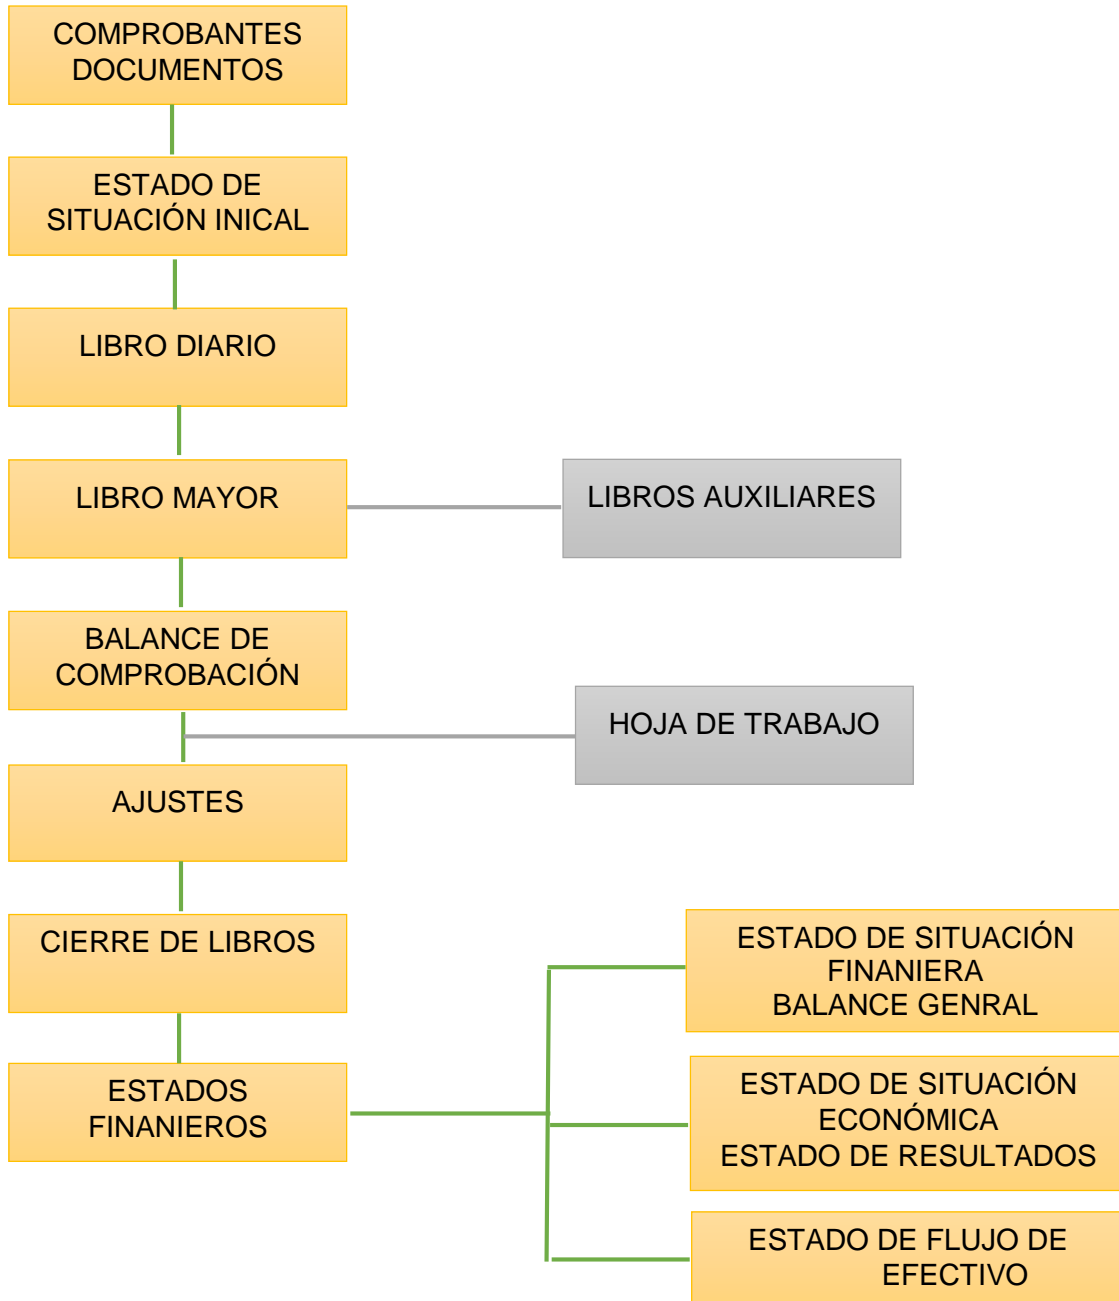 COMPROBANTES
DOCUMENTOS
ESTADO DE
SITUACIÓN INICAL
LIBRO DIARIO
LIBRO MAYOR
LIBROS AUXILIARES
BALANCE DE
COMPROBACIÓN
HOJA DE TRABAJO
AJUSTES
CIERRE DE LIBROS
ESTADOS
FINANIEROS
ESTADO DE SITUACIÓN
FINANIERA
BALANCE GENRAL
ESTADO DE SITUACIÓN
ECONÓMICA
ESTADO DE RESULTADOS
ESTADO DE FLUJO DE
EFECTIVO